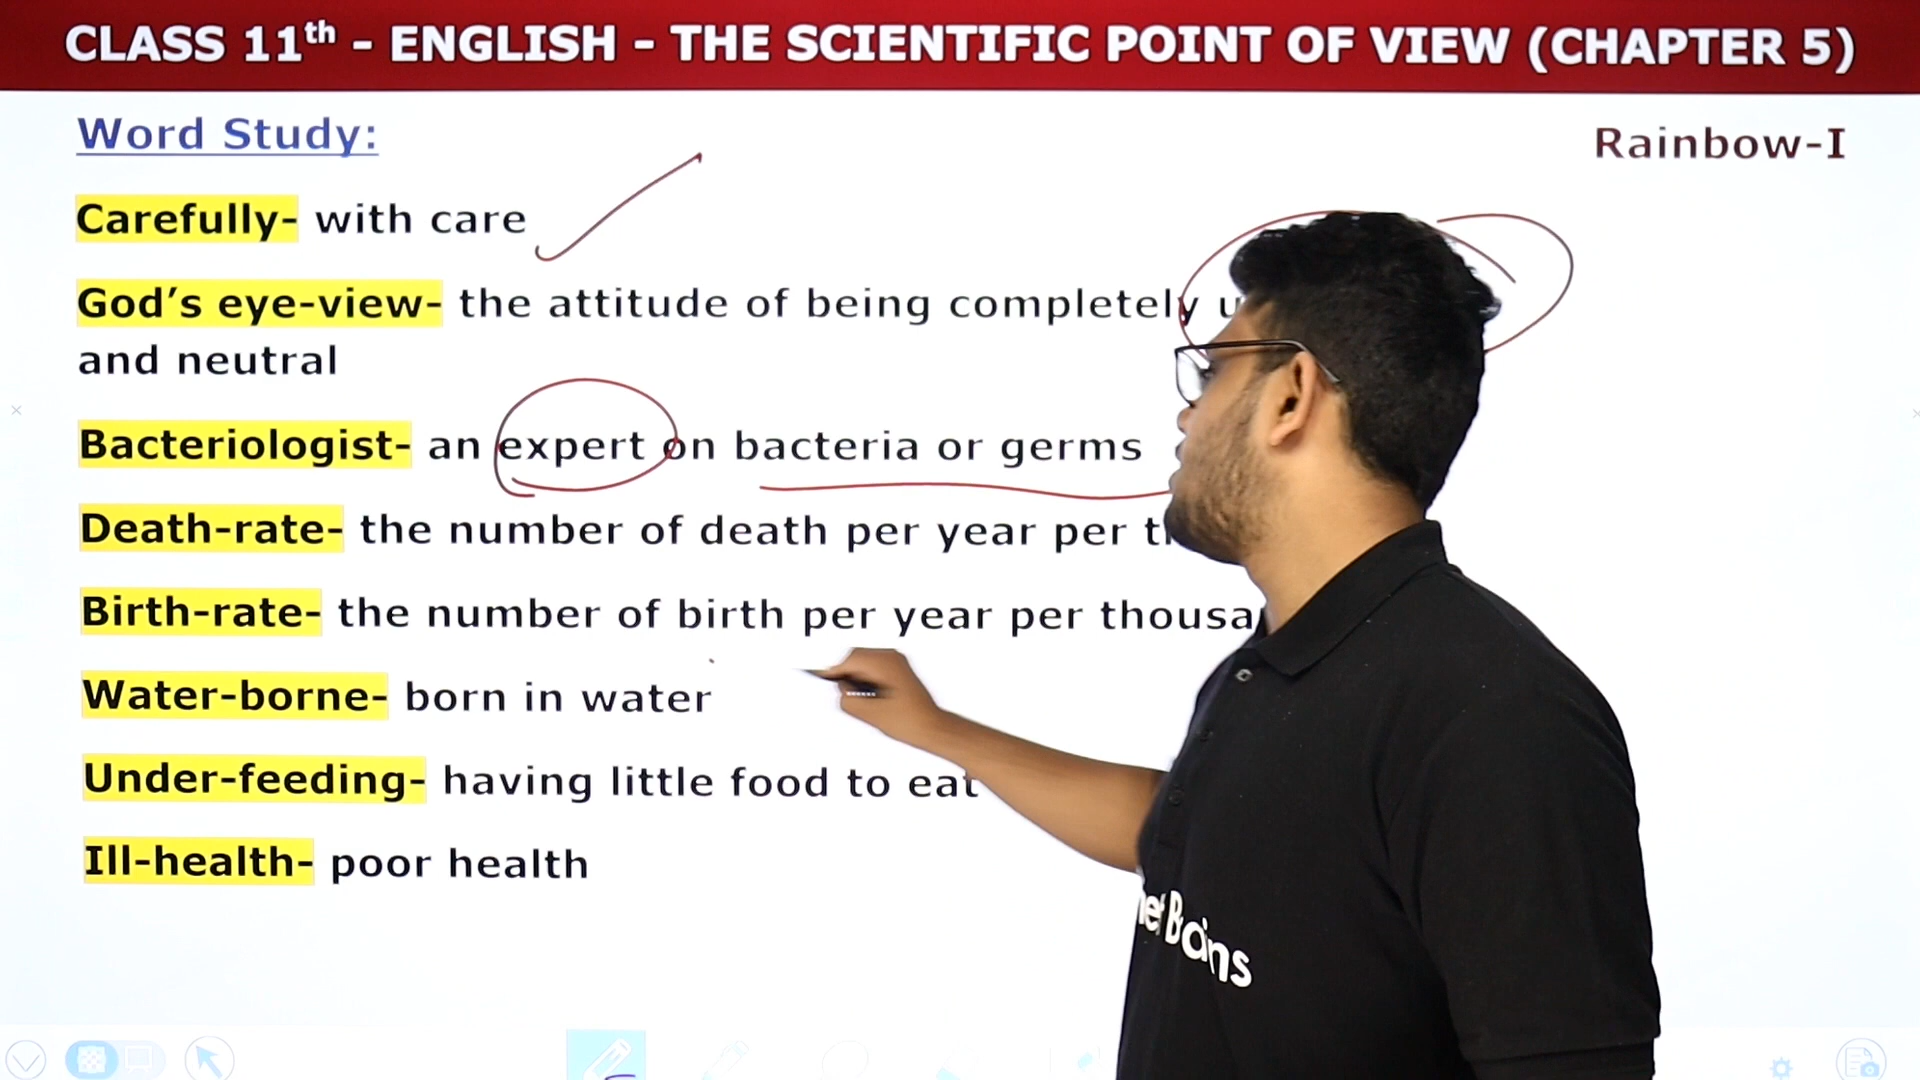 CLASS 11th - ENGLISH - THE SCIENTIFIC POINT OF VIEW (CHAPTER 5)
Word Study:
Rainbow-I
Carefully- with care
God’s eye-view- the attitude of being completely
and neutral
Bacteriologist- an expert on bacteria or germs
Death-rate- the number of death per year per
Birth-rate- the number of birth per year per
Water-borne- born in water
Under-feeding- having little food to eat
Ill-health- poor health